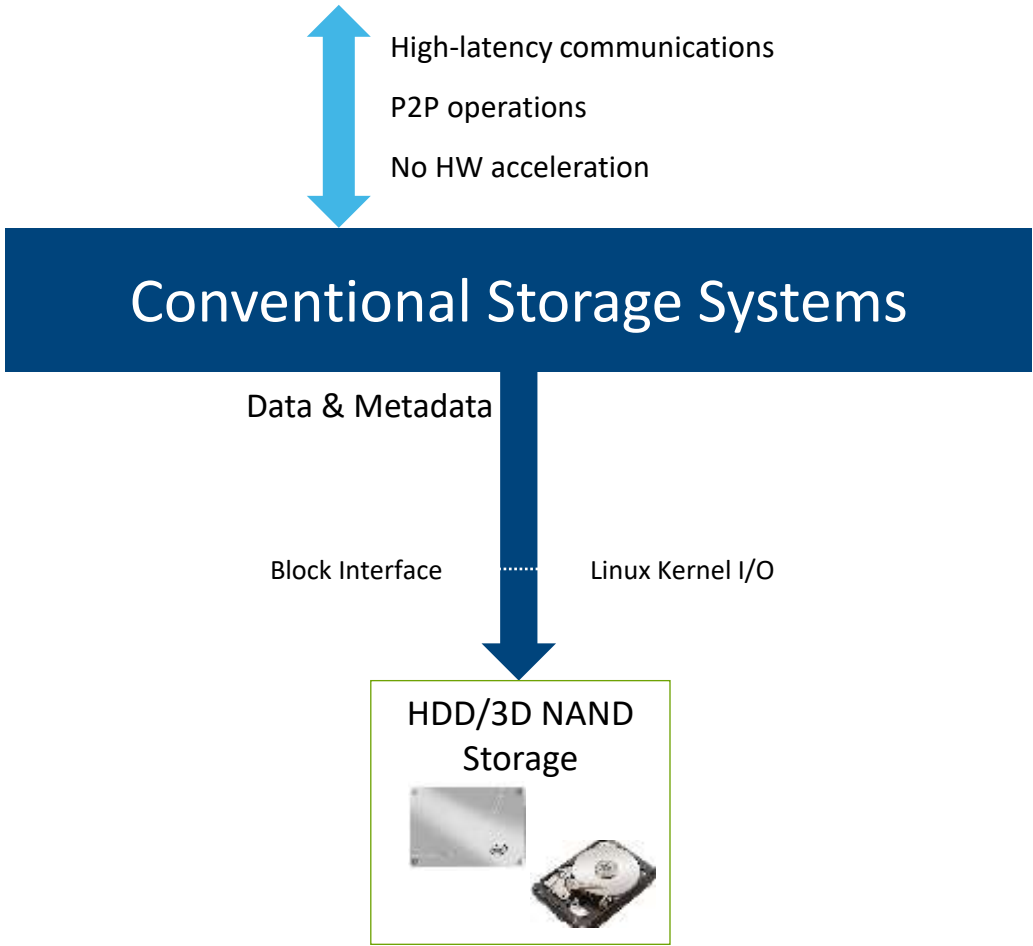 High-latency communications
P2P operations
No HW acceleration
Conventional Storage Systems
Data & Metadata
Block Interface
Linux Kernel I/O
HDD/3D NAND
Storage